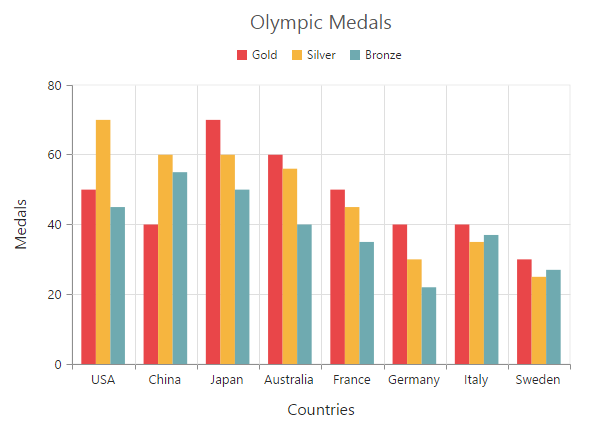 Olympic Medals
Gold Silver Bronze
80
60
40
20
0
Medals
USA China Japan Australia France Germany Italy Sweden
Countries